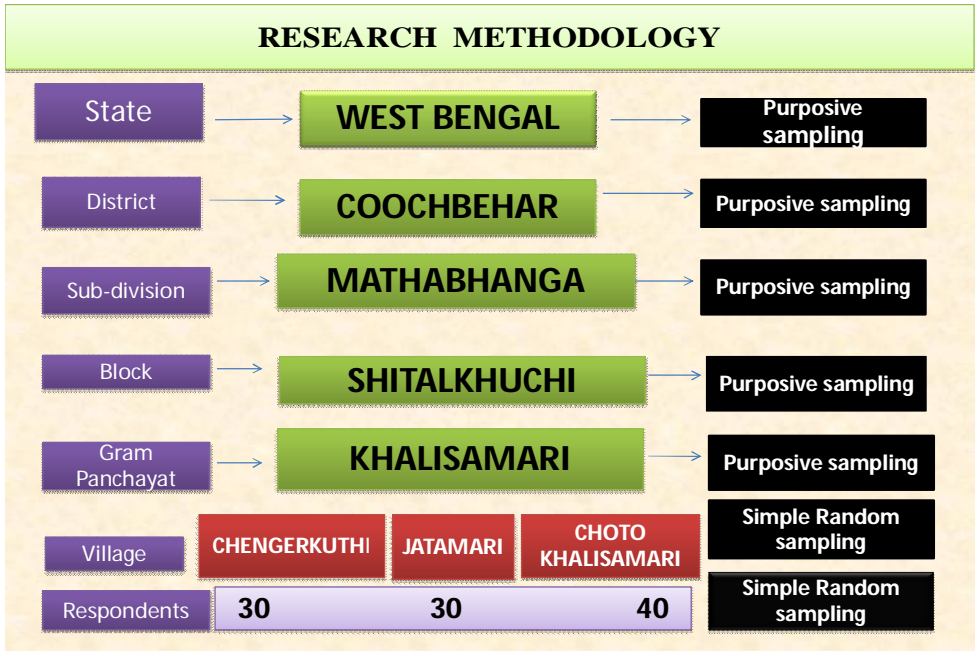 RESEARCH METHODOLOGY
State
WEST BENGAL
Purposive
sampling
District
COOCHBEHAR
Purposive sampling
Sub-division
MATHABHANGA
Purposive sampling
Block
SHITALKHUCHI
Purposive sampling
Gram
Panchayat
KHALISAMARI
Purposive sampling
Village
CHENGERKUTHI
JATAMARI
CHOTO
KHALISAMARI
Simple Random
sampling
Respondents
30
30
40
Simple Random
sampling